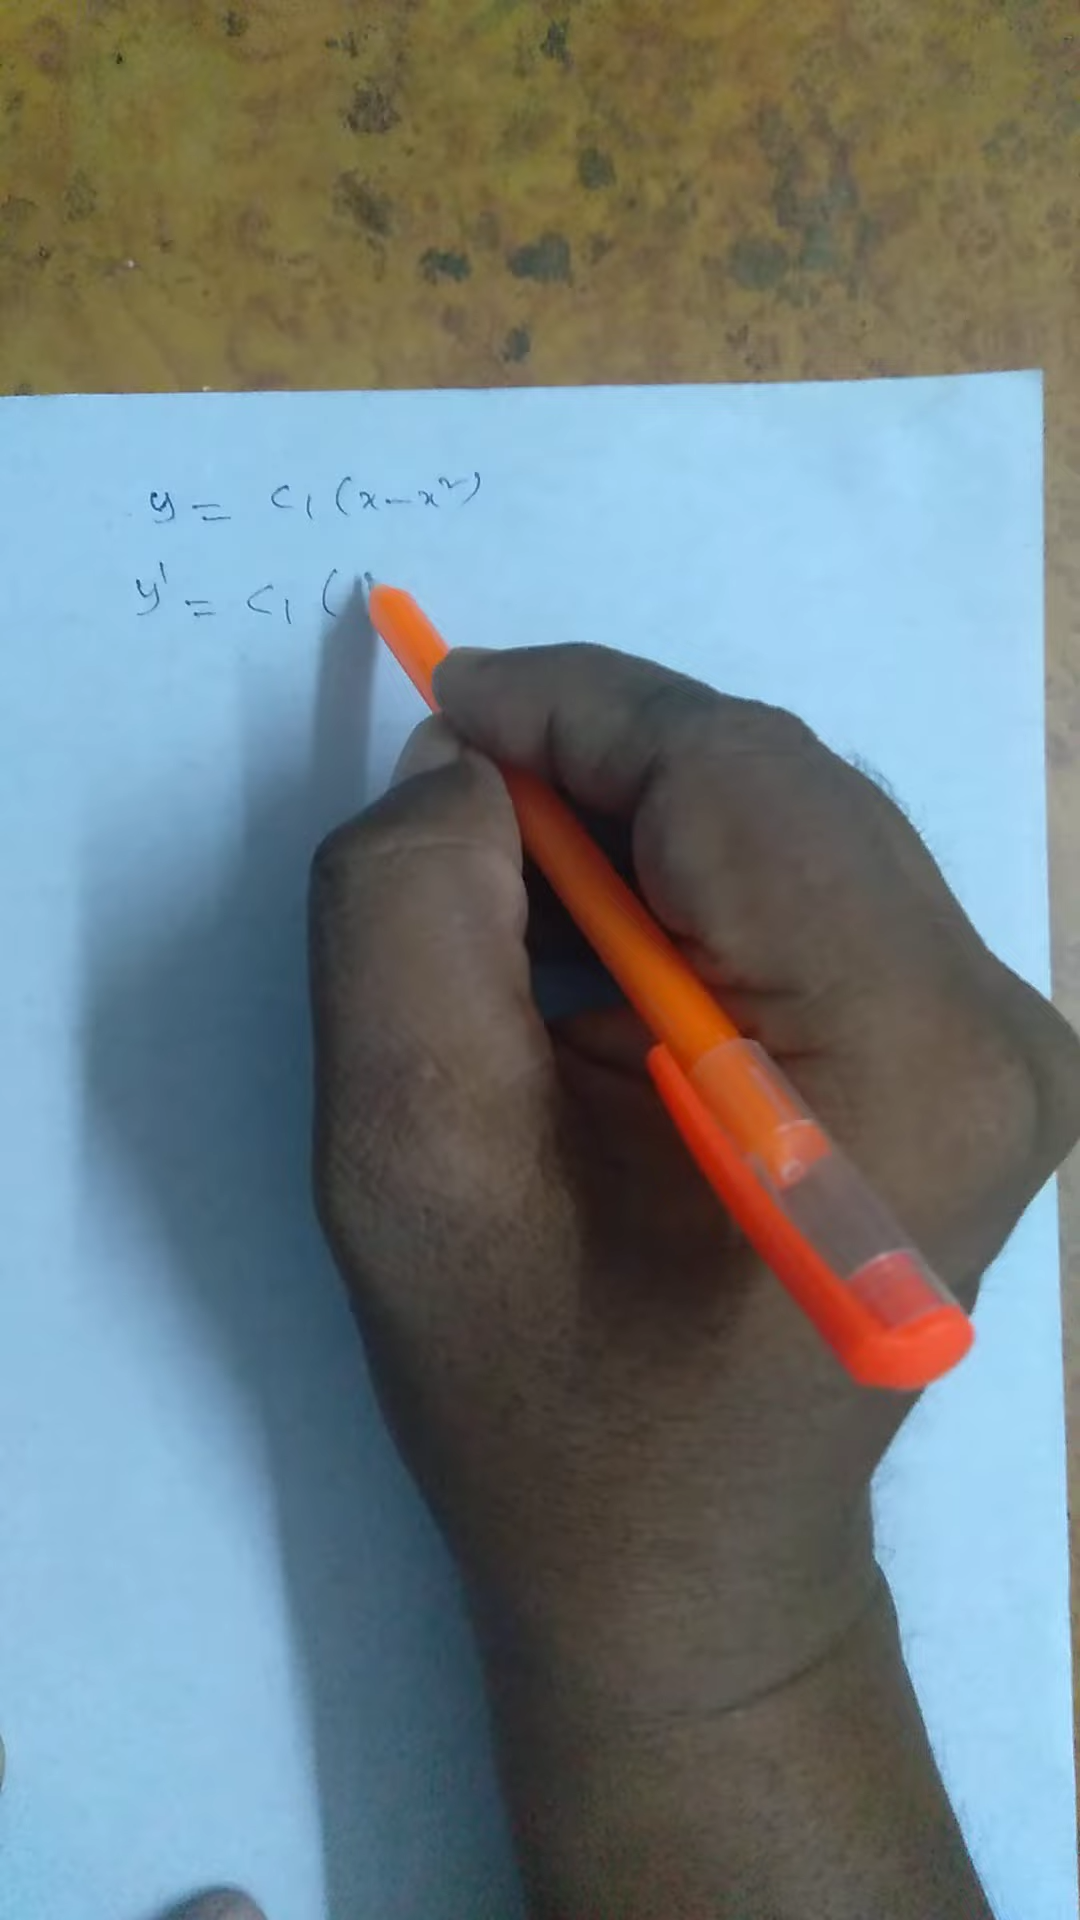 y = c₁ (x-x²)
y' = c₁ (